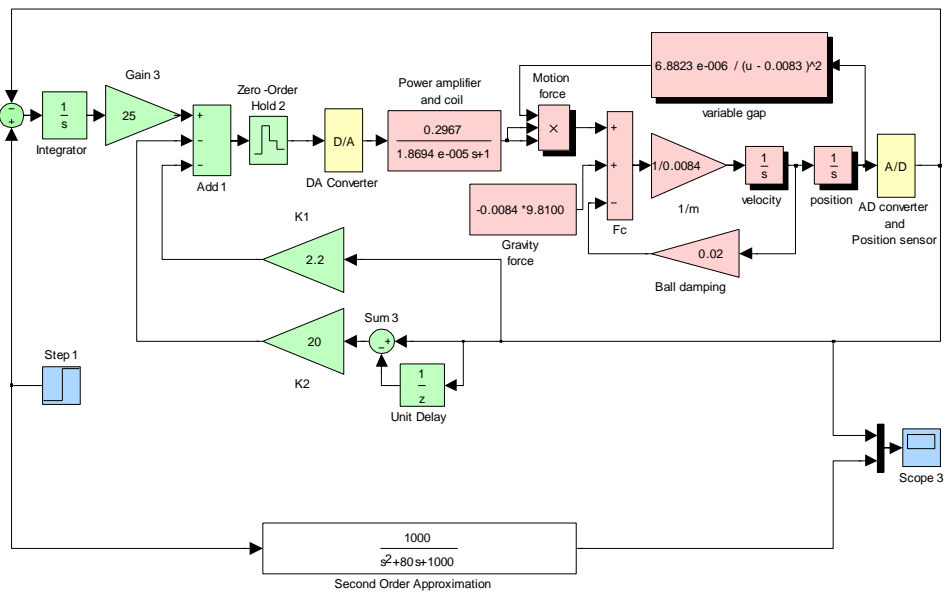 Gain 3
−
+
1
s
Integrator
25
+
−
−
Add 1
Zero -Order
Hold 2
D/A
DA Converter
Power amplifier
and coil
0.2967
1.8694 e-005 s+1
Motion
force
×
6.8823 e-006 / (u - 0.0083 )^2
variable gap
-0.0084 *9.8100
Gravity
force
+
+
−
Fc
1/0.0084
1/m
1
s
velocity
1
s
position
A/D
AD converter
and
Position sensor
0.02
Ball damping
K1
2.2
Sum 3
− +
20
K2
1
z
Unit Delay
Step 1
Scope 3
1000
s²+80s+1000
Second Order Approximation